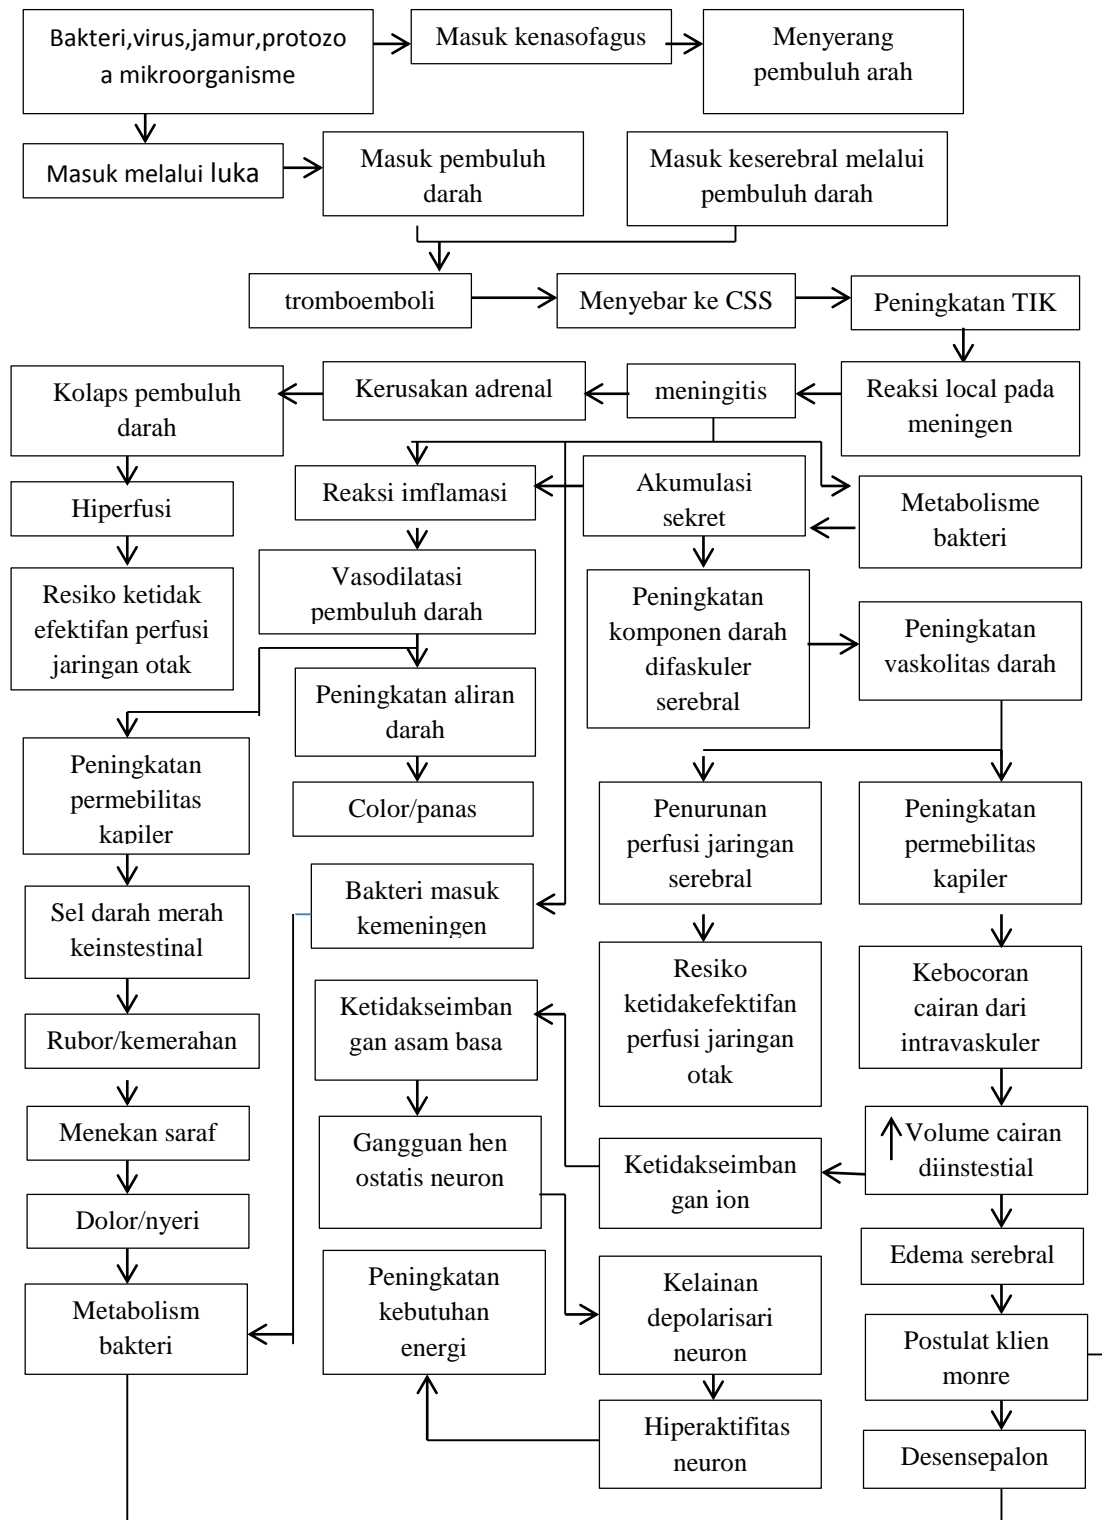 Bakteri,virus,jamur,protozo
a mikroorganisme
Masuk kenasofagus
Menyerang
pembuluh arah
Masuk melalui luka
Masuk pembuluh
darah
Masuk keserebral melalui
pembuluh darah
tromboemboli
Menyebar ke CSS
Peningkatan TIK
Kolaps pembuluh
darah
Kerusakan adrenal
meningitis
Reaksi local pada
meningen
Hiperfusi
Reaksi imflamasi
Akumulasi
sekret
Metabolisme
bakteri
Resiko ketidak
efektifan perfusi
jaringan otak
Vasodilatasi
pembuluh darah
Peningkatan
komponen darah
difaskuler
serebral
Peningkatan
vaskolitas darah
Peningkatan aliran
darah
Peningkatan
permebilitas
kapiler
Color/panas
Penurunan
perfusi jaringan
serebral
Peningkatan
permebilitas
kapiler
Sel darah merah
keinstestinal
Bakteri masuk
kemeningen
Resiko
ketidakefektifan
perfusi jaringan
otak
Kebocoran
cairan dari
intravaskuler
Rubor/kemerahan
Ketidakseimban
gan asam basa
Menekan saraf
Gangguan hen
ostatis neuron
Ketidakseimban
gan ion
Volume cairan
diinstestial
Dolor/nyeri
Edema serebral
Metabolism
bakteri
Peningkatan
kebutuhan
energi
Kelainan
depolarisari
neuron
Postulat klien
monre
Hiperaktifitas
neuron
Desensepalon